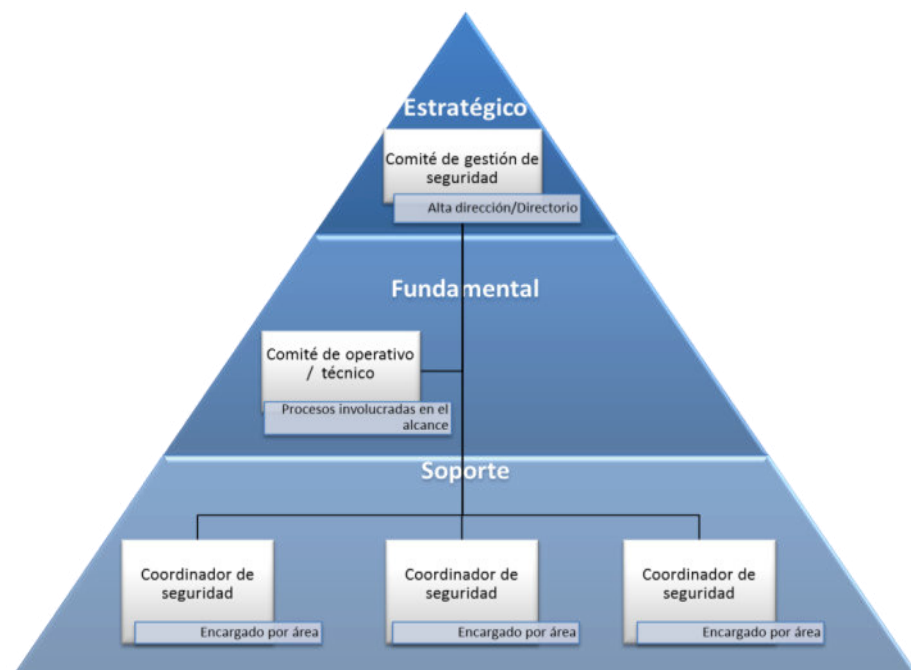 Estratégico
Comité de gestión de
seguridad
Alta dirección/Directorio
Fundamental
Comité de operativo
/ técnico
Procesos involucradas en el
alcance
Soporte
Coordinador de
seguridad
Encargado por área
Coordinador de
seguridad
Encargado por área
Coordinador de
seguridad
Encargado por área